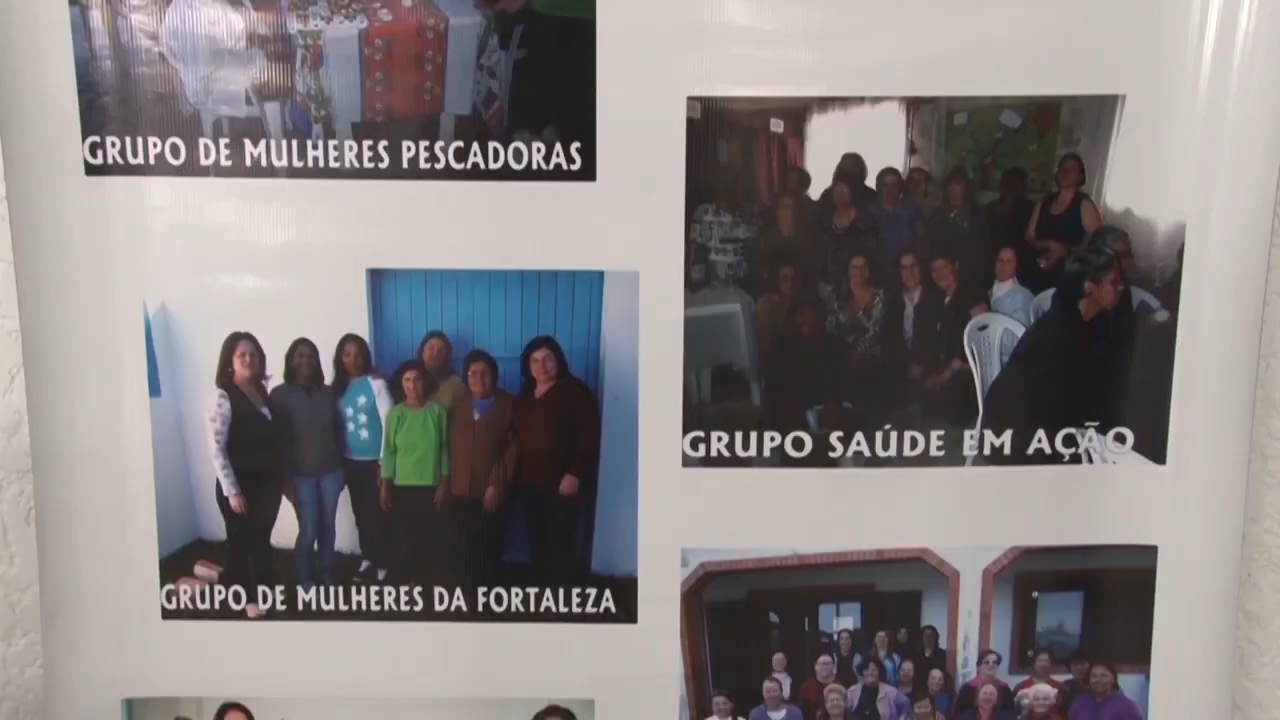 GRUPO DE MULHERES PESCADORAS
GRUPO SAÚDE EM AÇÃO
GRUPO DE MULHERES DA FORTALEZA